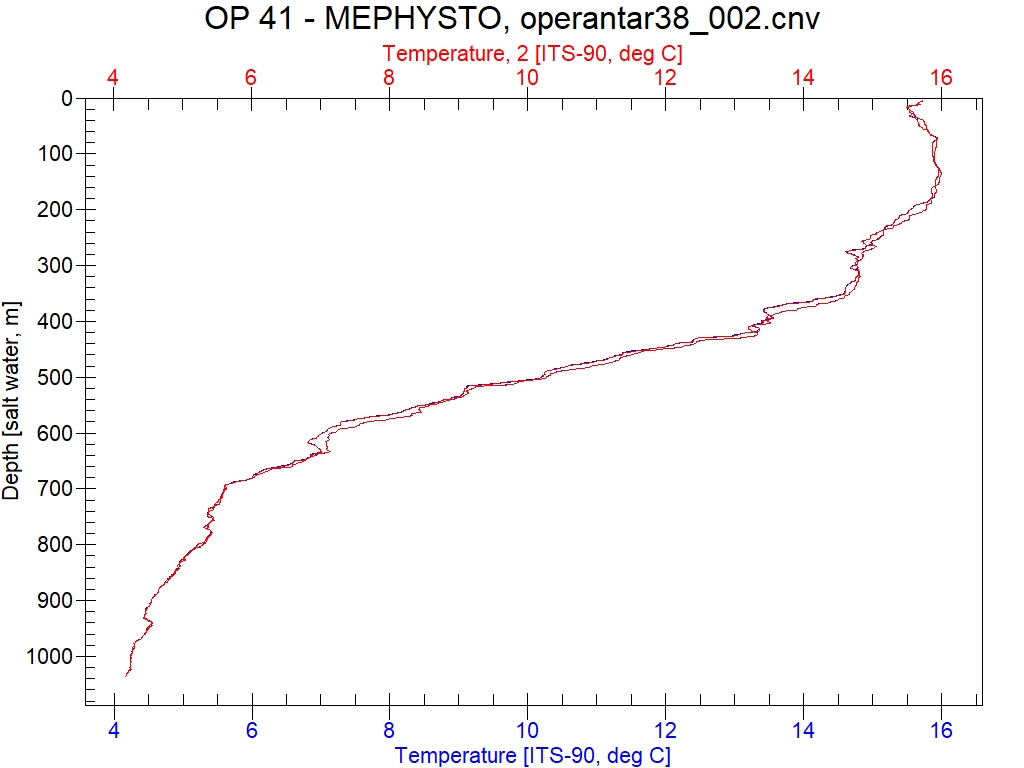 OP 41 - MEPHYSTO, operantar38_002.cnv
Temperature, 2 [ITS-90, deg C]
4 6 8 10 12 14 16
0
100
200
300
400
500
600
700
800
900
1000
Depth [salt water, m]
4 6 8 10 12 14 16
Temperature [ITS-90, deg C]